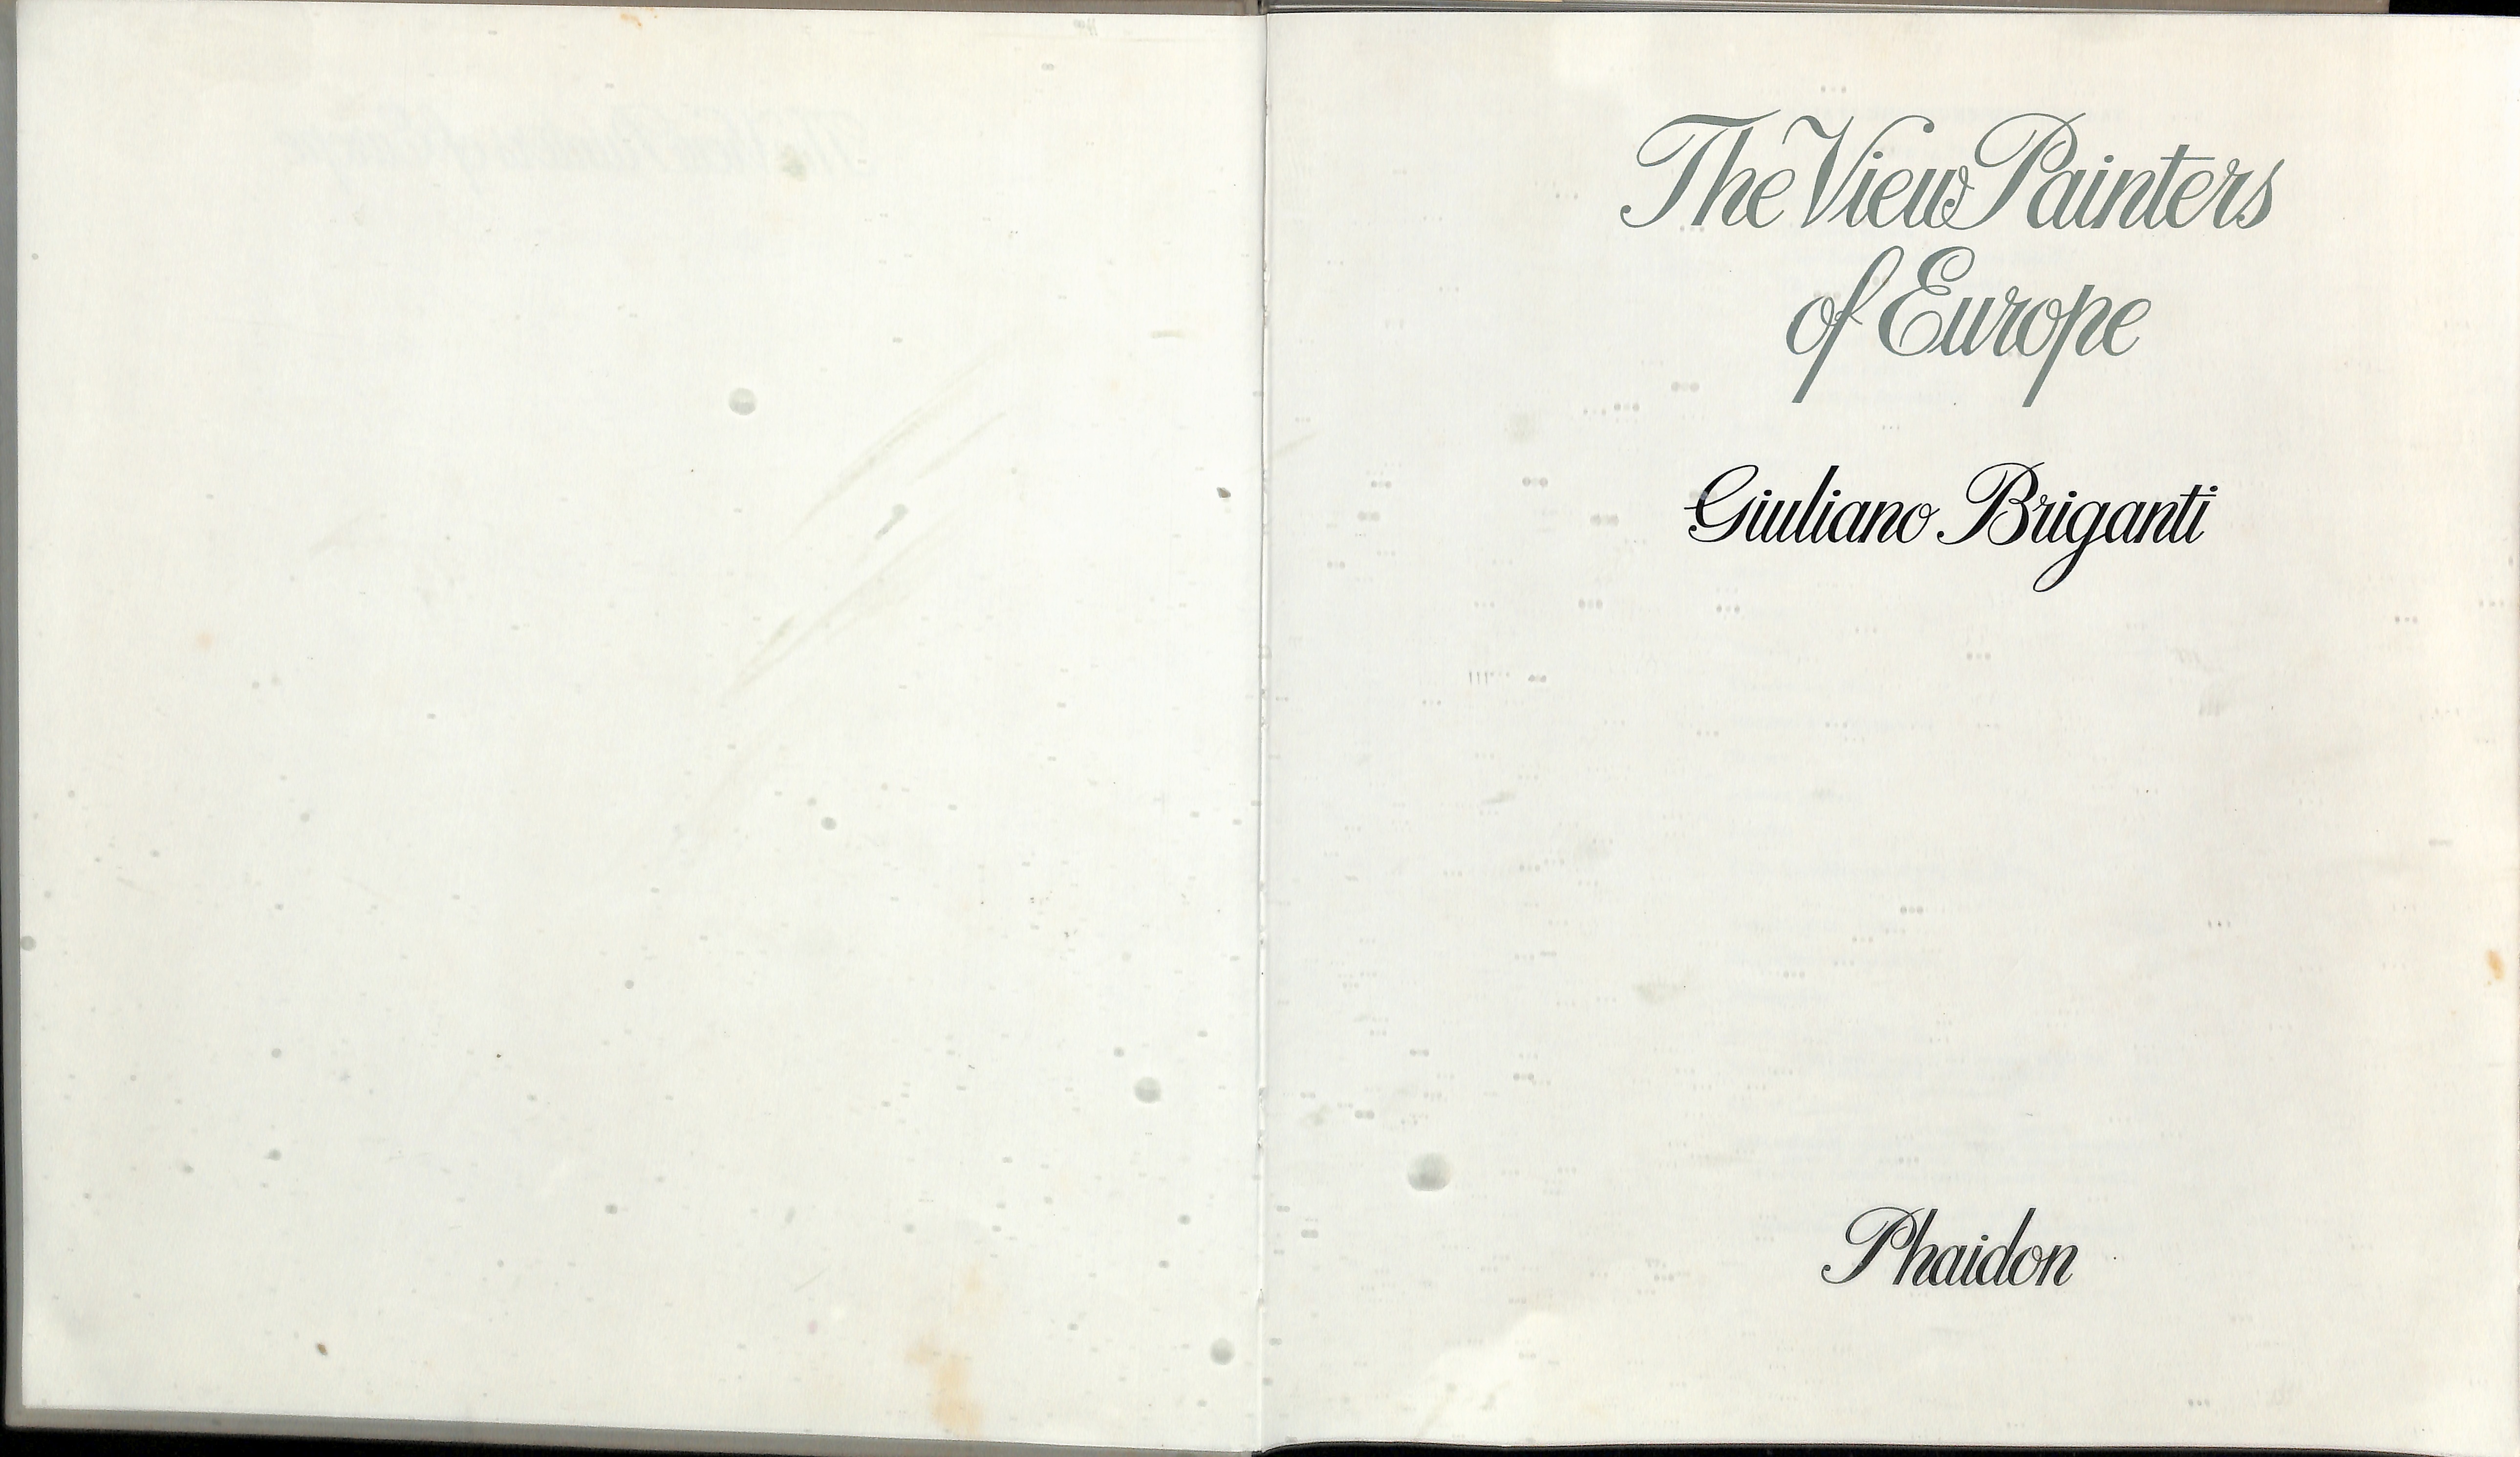 The View Painters
of Europe
Giuliano Briganti
Phaidon